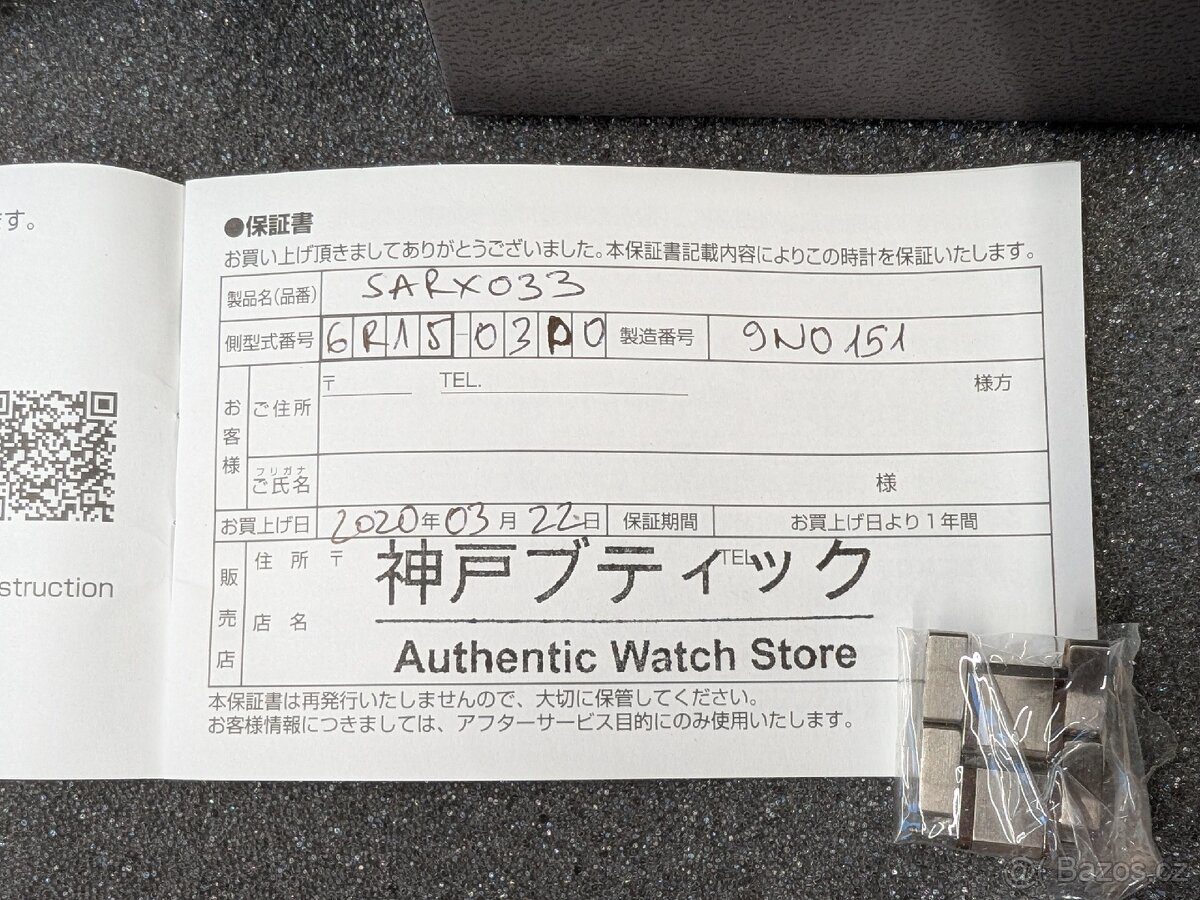 ます。
struction
●保証書
お買い上げ頂きましてありがとうございました。本保証書記載内容によりこの時計を保証いたします。
製品名(品番) SARX033
側型式番号 6R15-03D0 製造番号 9N0151
お客様 ご住所 〒 TEL. 様方
フリガナ
ご氏名 様
お買上げ日 2020年03月22日 保証期間 お買上げ日より1年間
販売店 住所 〒 TEL
神戸ブティック
店名
Authentic Watch Store
本保証書は再発行いたしませんので、大切に保管してください。
お客様情報につきましては、アフターサービス目的にのみ使用いたします。
Bazos.cz